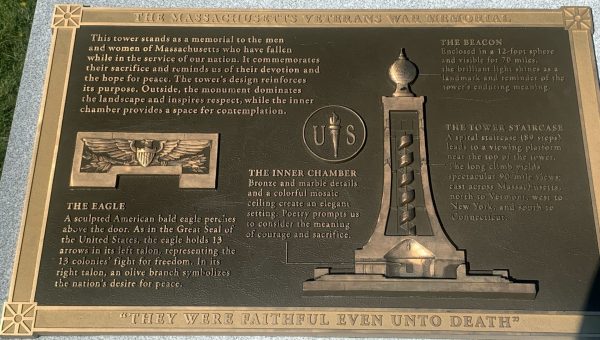 THE MASSACHUSETTS VETERANS WAR MEMORIAL
This tower stands as a memorial to the men
and women of Massachusetts who have fallen
while in the service of our nation. It commemorates
their sacrifice and reminds us of their devotion and
the hope for peace. The tower's design reinforces
its purpose. Outside, the monument dominates
the landscape and inspires respect, while the inner
chamber provides a space for contemplation.
THE EAGLE
A sculpted American bald eagle perches
above the door. As in the Great Seal of
the United States, the eagle holds 13
arrows in its left talon, representing the
13 colonies' fight for freedom. In its
right talon, an olive branch symbolizes
the nation's desire for peace.
U S
THE INNER CHAMBER
Bronze and marble details
and a colorful mosaic
ceiling create an elegant
setting. Poetry prompts us
to consider the meaning
of courage and sacrifice.
THE BEACON
Enclosed in a 12-foot sphere
and visible for 70 miles,
the brilliant light shines as a
landmark and reminder of the
tower's enduring meaning.
THE TOWER STAIRCASE
A spiral staircase (89 steps)
leads to a viewing platform
near the top of the tower.
The long climb yields
spectacular 90-mile views:
east across Massachusetts,
north to Vermont, west to
New York, and south to
Connecticut.
"THEY WERE FAITHFUL EVEN UNTO DEATH"